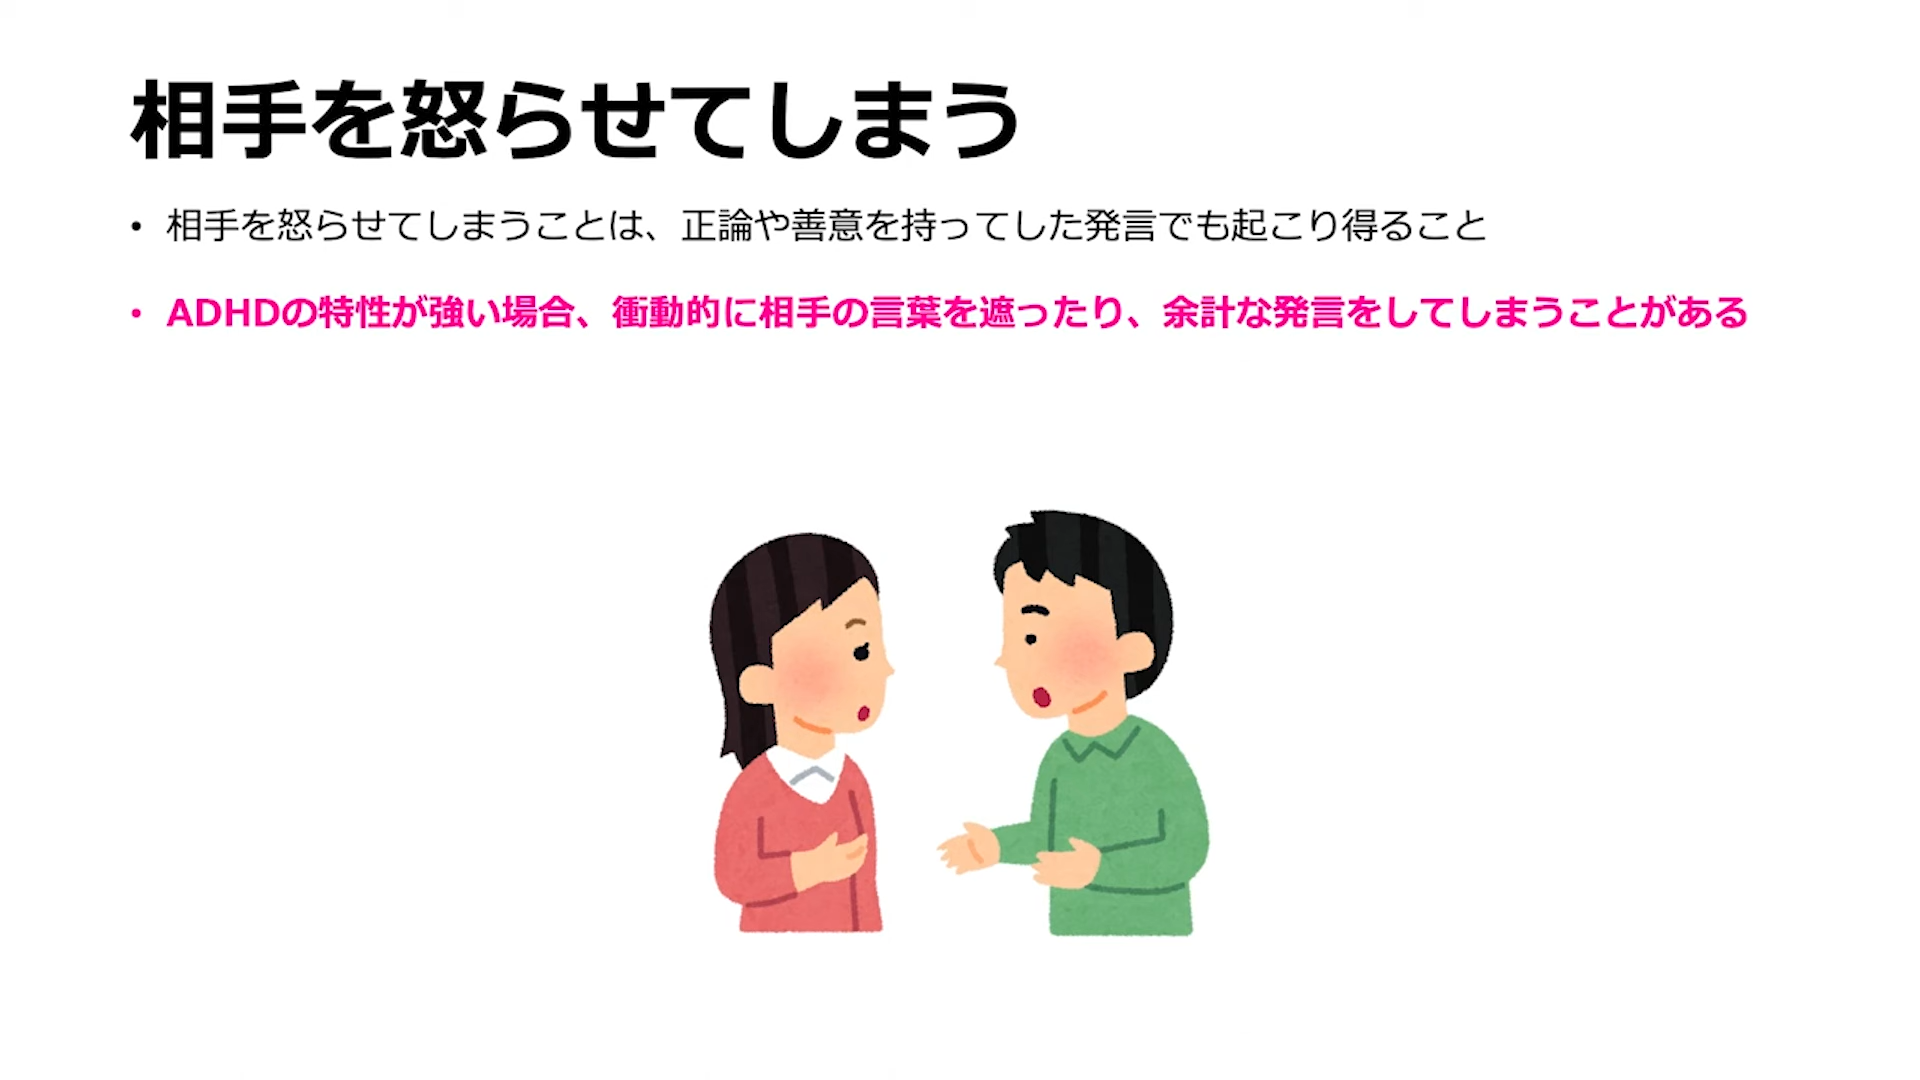 相手を怒らせてしまう
• 相手を怒らせてしまうことは、正論や善意を持ってした発言でも起こり得ること
• ADHDの特性が強い場合、衝動的に相手の言葉を遮ったり、余計な発言をしてしまうことがある